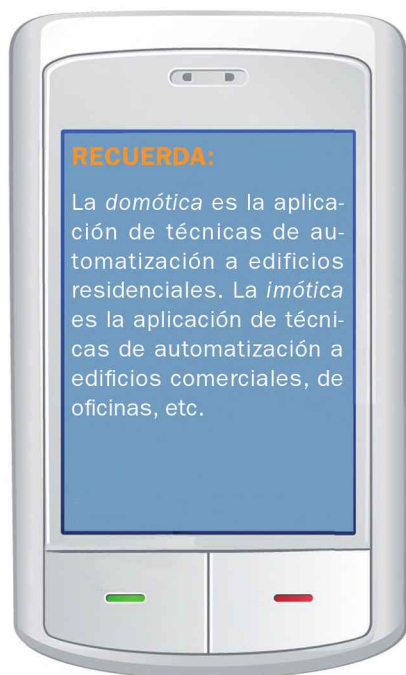 RECUERDA:
La domótica es la aplica-
ción de técnicas de au-
tomatización a edificios
residenciales. La imótica
es la aplicación de técni-
cas de automatización a
edificios comerciales, de
oficinas, etc.